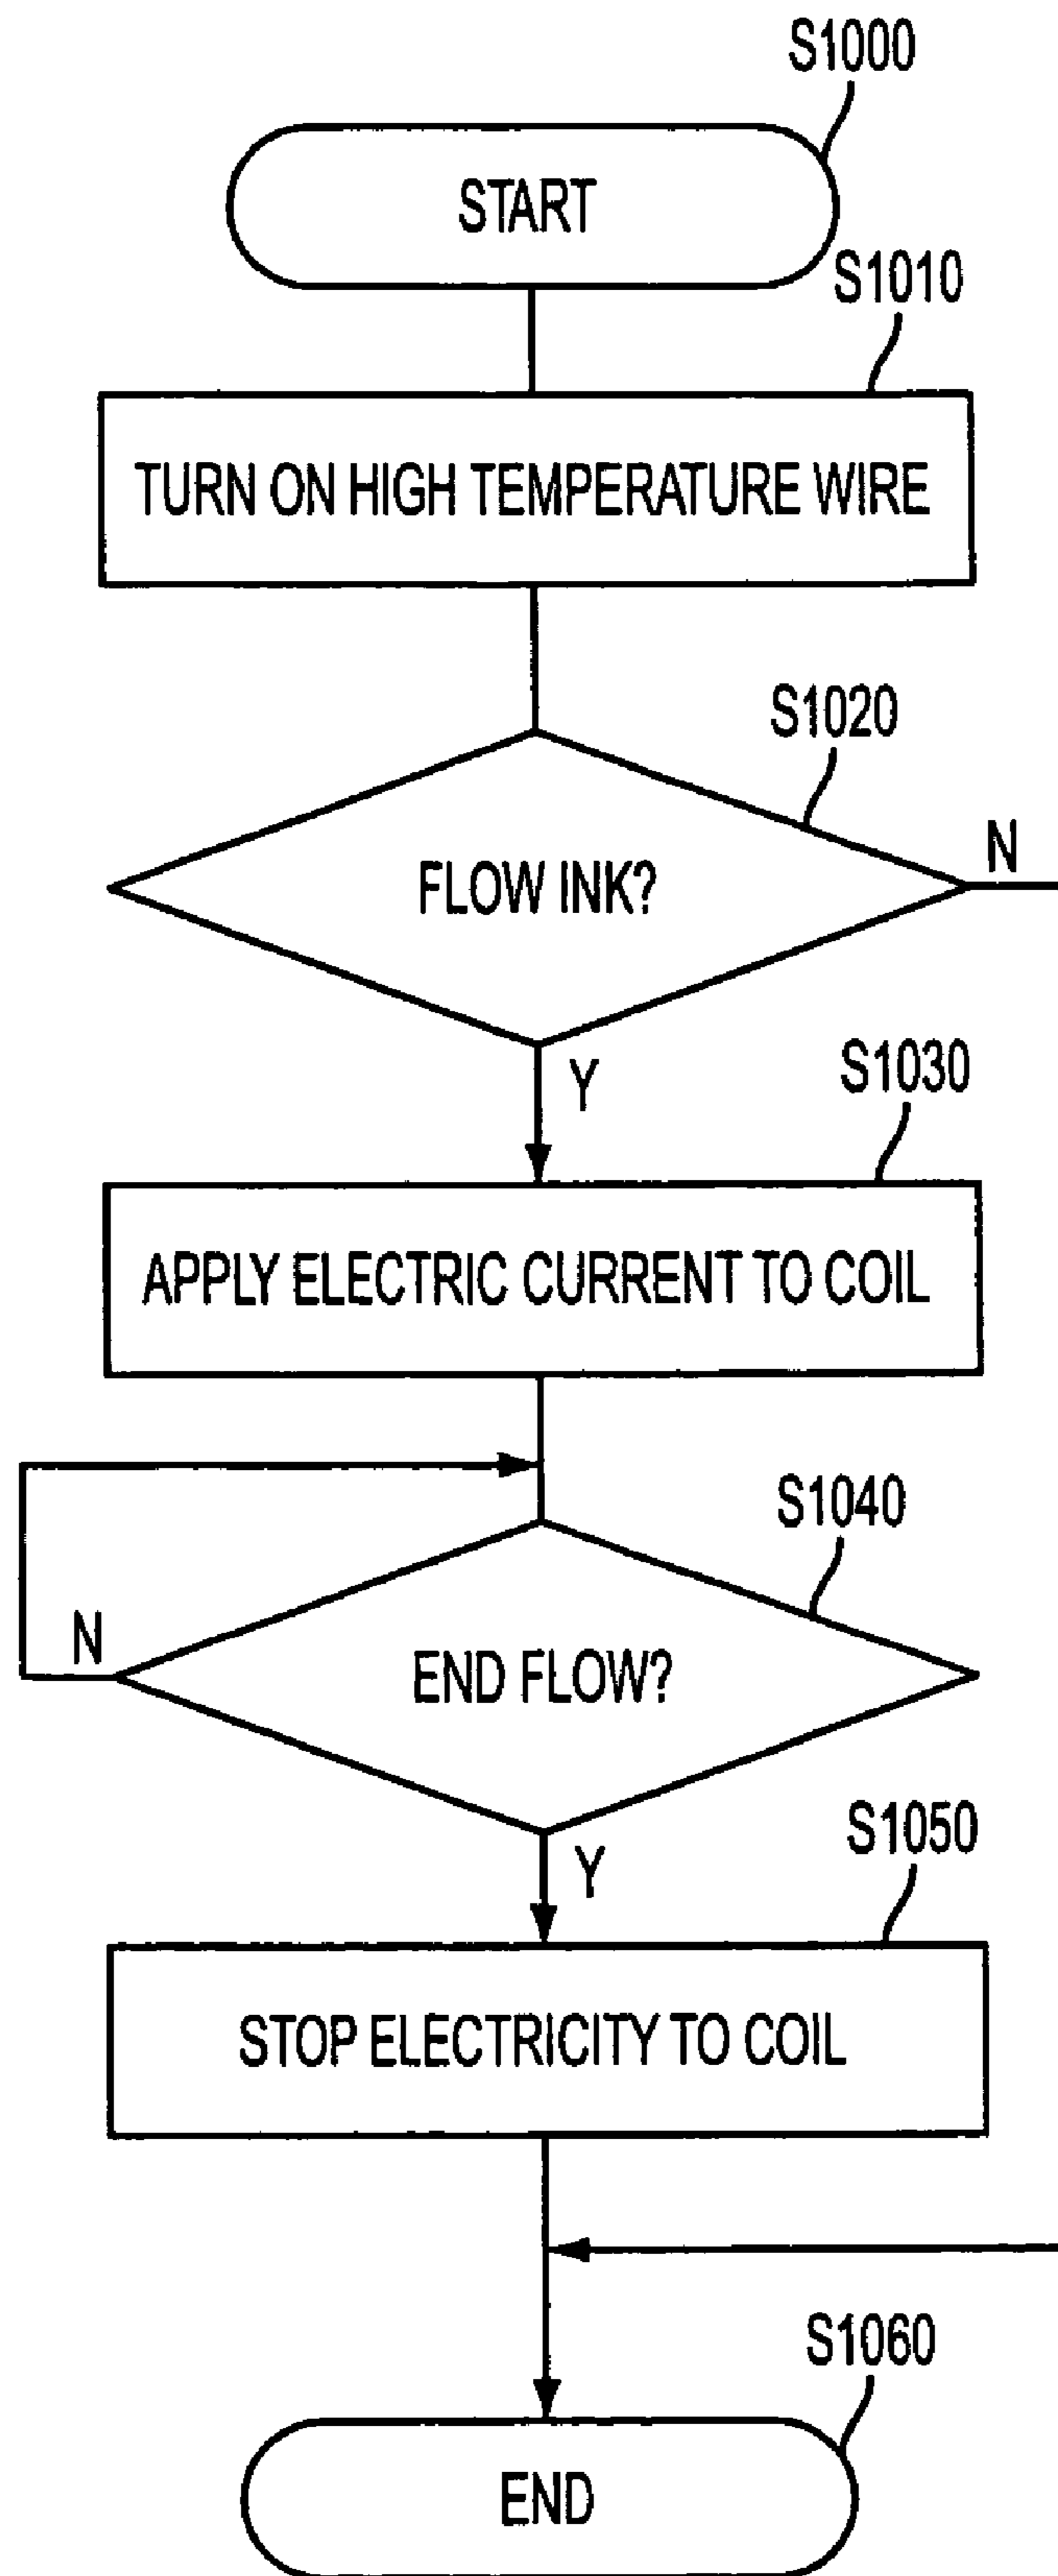 S1000
START
S1010
TURN ON HIGH TEMPERATURE WIRE
S1020
FLOW INK?
N
Y
S1030
APPLY ELECTRIC CURRENT TO COIL
S1040
N
END FLOW?
Y
S1050
STOP ELECTRICITY TO COIL
S1060
END